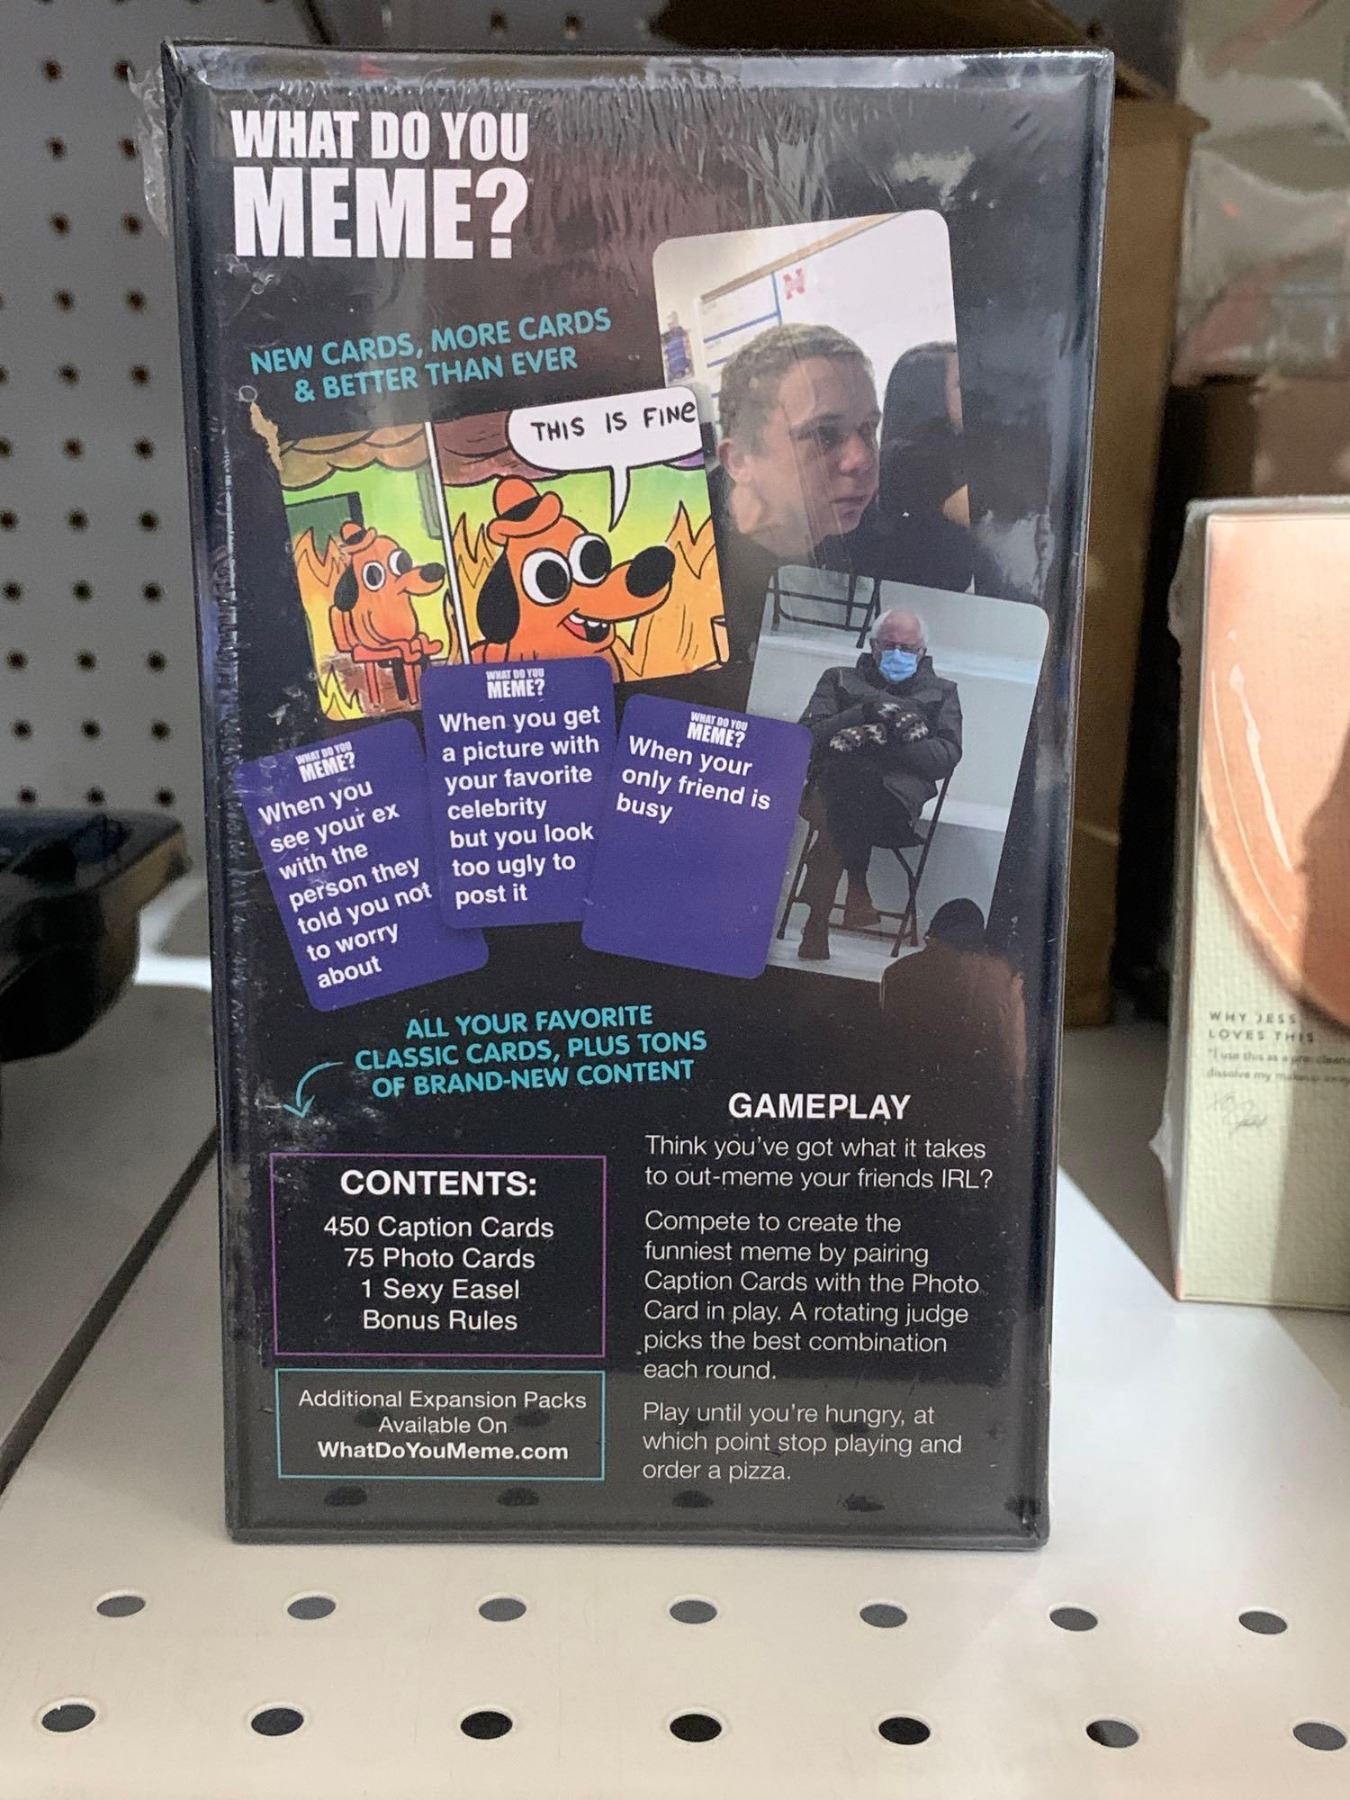 WHAT DO YOU
MEME?
NEW CARDS, MORE CARDS
& BETTER THAN EVER
N
THIS IS FINE
WHAT DO YOU
MEME?
When you
see your ex
with the
person they
told you not
to worry
about
WHAT DO YOU
MEME?
When you get
a picture with
your favorite
celebrity
but you look
too ugly to
post it
WHAT DO YOU
MEME?
When your
only friend is
busy
ALL YOUR FAVORITE
CLASSIC CARDS, PLUS TONS
OF BRAND-NEW CONTENT
CONTENTS:
450 Caption Cards
75 Photo Cards
1 Sexy Easel
Bonus Rules
Additional Expansion Packs
Available On
WhatDoYouMeme.com
GAMEPLAY
Think you've got what it takes
to out-meme your friends IRL?
Compete to create the
funniest meme by pairing
Caption Cards with the Photo
Card in play. A rotating judge
picks the best combination
each round.
Play until you're hungry, at
which point stop playing and
order a pizza.
WHY JESS
LOVES THIS
"I use this as a
dissolve my makeup